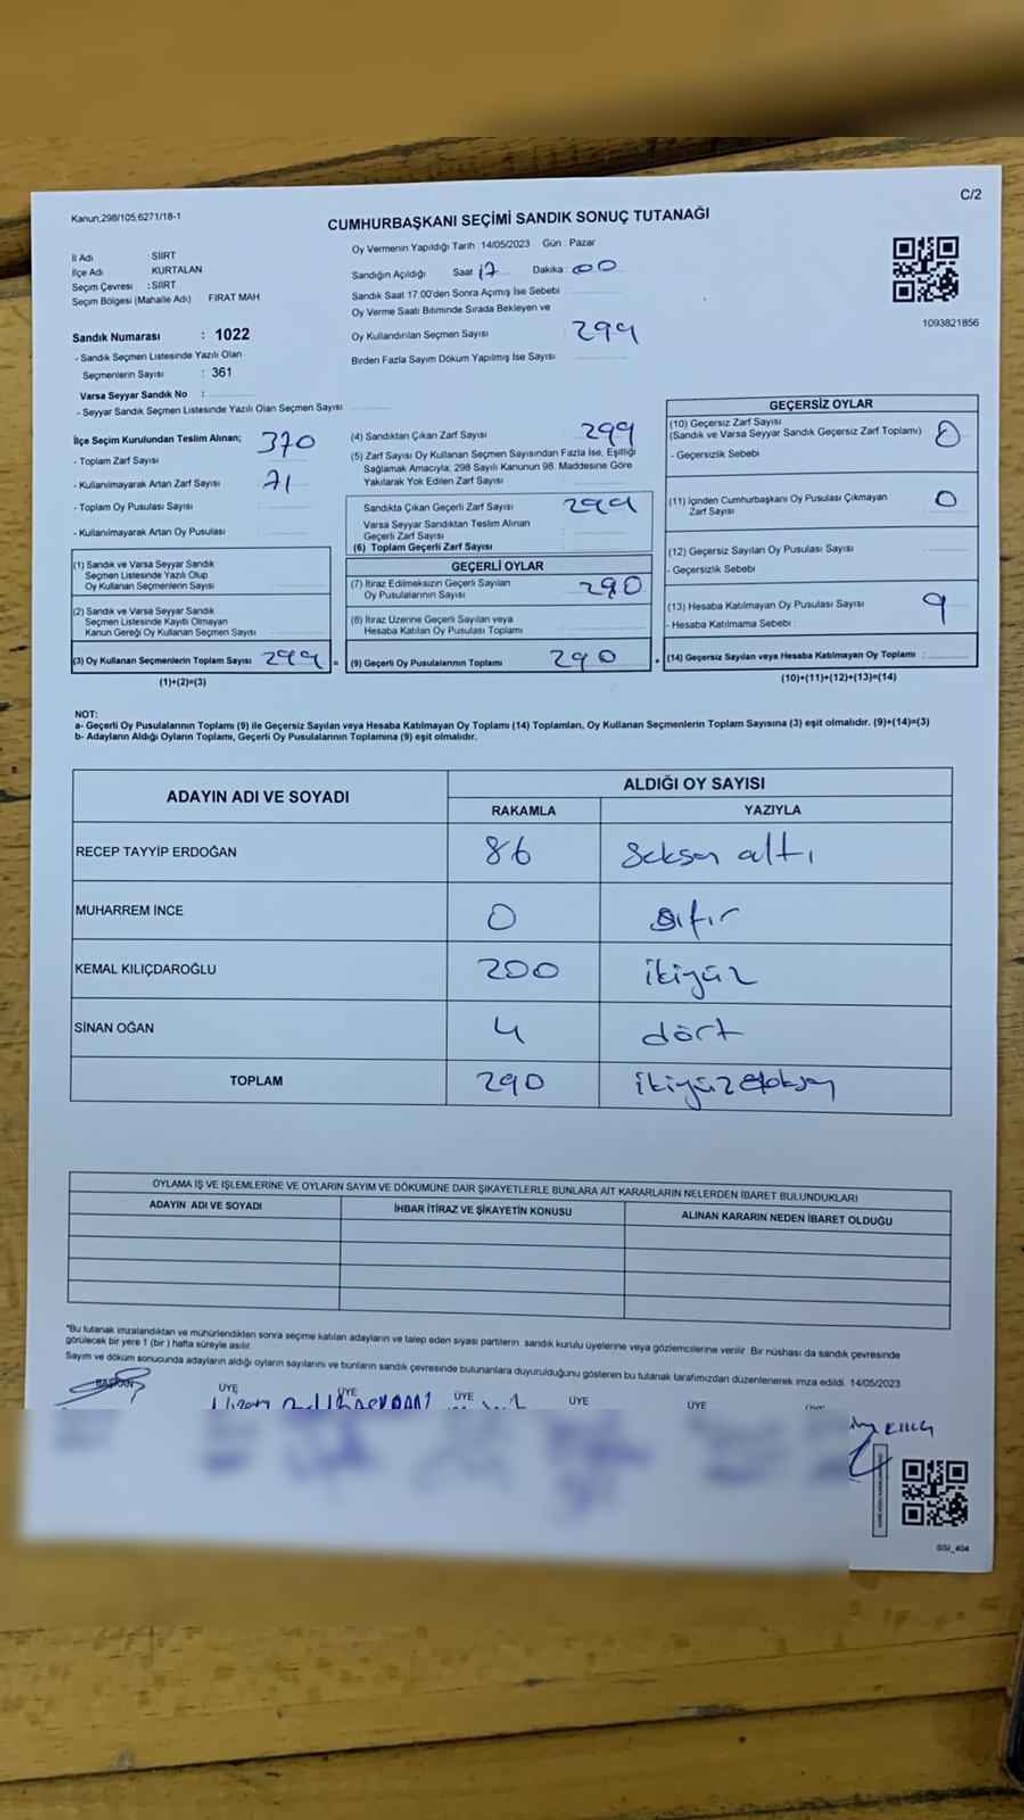 Kanun;298/105,6271/18-1
C/2
CUMHURBAŞKANI SEÇİMİ SANDIK SONUÇ TUTANAĞI
İl Adı SİİRT
İlçe Adı KURTALAN
Seçim Çevresi : SİİRT
Seçim Bölgesi (Mahalle Adı) FIRAT MAH.
Sandık Numarası : 1022
- Sandık Seçmen Listesinde Yazılı Olan
Seçmenlerin Sayısı : 361
Varsa Seyyar Sandık No :
- Seyyar Sandık Seçmen Listesinde Yazılı Olan Seçmen Sayısı
Oy Vermenin Yapıldığı Tarih : 14/05/2023 Gün : Pazar
Sandığın Açıldığı Saat 17 Dakika 00
Sandık Saat 17.00'den Sonra Açımış İse Sebebi
Oy Verme Saati Bitiminde Sırada Bekleyen ve
Oy Kullandırılan Seçmen Sayısı 299
Birden Fazla Sayım Döküm Yapılmış İse Sayısı
1093821856
İlçe Seçim Kurulundan Teslim Alınan; 370
- Toplam Zarf Sayısı
- Kullanılmayarak Artan Zarf Sayısı 71
- Toplam Oy Pusulası Sayısı
- Kullanılmayarak Artan Oy Pusulası
(1) Sandık ve Varsa Seyyar Sandık
Seçmen Listesinde Yazılı Olup
Oy Kullanan Seçmenlerin Sayısı
(2) Sandık ve Varsa Seyyar Sandık
Seçmen Listesinde Kayıtlı Olmayan
Kanun Gereği Oy Kullanan Seçmen Sayısı
(3) Oy Kullanan Seçmenlerin Toplam Sayısı 299 =
(1)+(2)=(3)
(4) Sandıktan Çıkan Zarf Sayısı 299
(5) Zarf Sayısı Oy Kullanan Seçmen Sayısından Fazla İse, Eşitliği
Sağlamak Amacıyla; 298 Sayılı Kanunun 98. Maddesine Göre
Yakılarak Yok Edilen Zarf Sayısı
Sandıkta Çıkan Geçerli Zarf Sayısı 299
Varsa Seyyar Sandıktan Teslim Alınan
Geçerli Zarf Sayısı
(6) Toplam Geçerli Zarf Sayısı
GEÇERLİ OYLAR
(7) İtiraz Edilmeksizin Geçerli Sayılan
Oy Pusulalarının Sayısı 290
(8) İtiraz Üzerine Geçerli Sayılan veya
Hesaba Katılan Oy Pusulası Toplamı
(9) Geçerli Oy Pusulalarının Toplamı 290
GEÇERSİZ OYLAR
(10) Geçersiz Zarf Sayısı
(Sandık ve Varsa Seyyar Sandık Geçersiz Zarf Toplamı) 0
- Geçersizlik Sebebi
(11) İçinden Cumhurbaşkanı Oy Pusulası Çıkmayan
Zarf Sayısı 0
(12) Geçersiz Sayılan Oy Pusulası Sayısı
- Geçersizlik Sebebi
(13) Hesaba Katılmayan Oy Pusulası Sayısı 9
- Hesaba Katılmama Sebebi :
(14) Geçersiz Sayılan veya Hesaba Katılmayan Oy Toplamı :
(10)+(11)+(12)+(13)=(14)
NOT:
a- Geçerli Oy Pusulalarının Toplamı (9) ile Geçersiz Sayılan veya Hesaba Katılmayan Oy Toplamı (14) Toplamları, Oy Kullanan Seçmenlerin Toplam Sayısına (3) eşit olmalıdır. (9)+(14)=(3)
b- Adayların Aldığı Oyların Toplamı, Geçerli Oy Pusulalarının Toplamına (9) eşit olmalıdır.
ADAYIN ADI VE SOYADI
ALDIĞI OY SAYISI
RAKAMLA YAZIYLA
RECEP TAYYİP ERDOĞAN 86 Seksen altı
MUHARREM İNCE 0 sıfır
KEMAL KILIÇDAROĞLU 200 ikiyüz
SİNAN OĞAN 4 dört
TOPLAM 290 ikiyüzdoksan
OYLAMA İŞ VE İŞLEMLERİNE VE OYLARIN SAYIM VE DÖKÜMÜNE DAİR ŞİKAYETLERLE BUNLARA AİT KARARLARIN NELERDEN İBARET BULUNDUKLARI
ADAYIN ADI VE SOYADI İHBAR İTİRAZ VE ŞİKAYETİN KONUSU ALINAN KARARIN NEDEN İBARET OLDUĞU
*Bu tutanak imzalandıktan ve mühürlendikten sonra seçime katılan adayların ve talep eden siyasi partilerin sandık kurulu üyelerine veya gözlemcilerine verilir. Bir nüshası da sandık çevresinde
görülecek bir yere 1 (bir ) hafta süreyle asılır.
Sayım ve döküm sonucunda adayların aldığı oyların sayılarını ve bunların sandık çevresinde bulunanlara duyurulduğunu gösteren bu tutanak tarafımızdan düzenlenerek imza edildi. 14/05/2023
BAŞKAN ÜYE ÜYE ÜYE ÜYE ÜYE